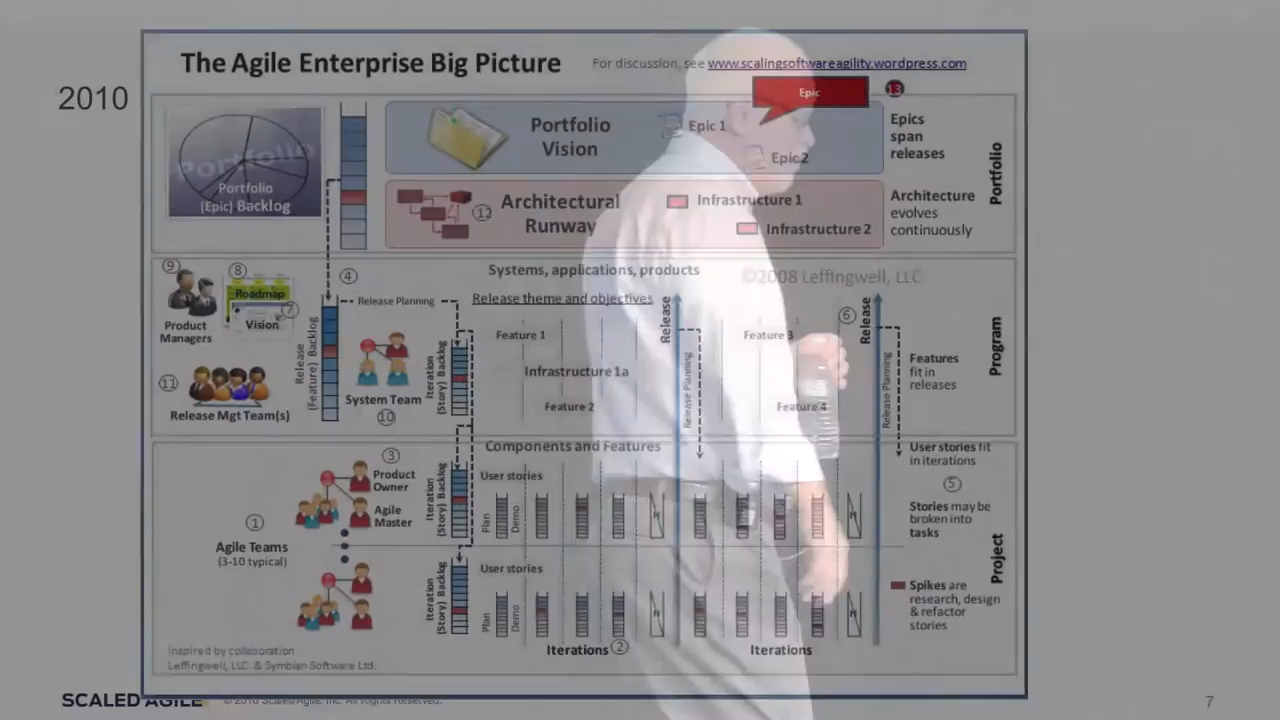 The Agile Enterprise Big Picture
For discussion, see www.scalingsoftwareagility.wordpress.com
2010
Epic
13
Portfolio
Portfolio
(Epic) Backlog
Portfolio
Vision
Epic 1
Epic 2
Epics
span
releases
Portfolio
12
Architectural
Runway
Infrastructure 1
Infrastructure 2
Architecture
evolves
continuously
9
8
Roadmap
7
Vision
Product
Managers
11
Release Mgt Team(s)
Release
(Feature) Backlog
4
Release Planning
System Team
10
Iteration
(Story) Backlog
Systems, applications, products
©2008 Leffingwell, LLC
Release theme and objectives
Feature 1
Infrastructure 1a
Feature 2
Release
Release Planning
Feature 3
Feature 4
6
Release
Release Planning
Features
fit in
releases
Program
Components and Features
3
Product
Owner
Agile
Master
1
Agile Teams
(3-10 typical)
Iteration
(Story) Backlog
User stories
Plan
Demo
H
H
User stories fit
in iterations
5
Stories may be
broken into
tasks
Project
Iteration
(Story) Backlog
User stories
Plan
Demo
H
H
Spikes are
research, design
& refactor
stories
Iterations 2
Iterations
Inspired by collaboration
Leffingwell, LLC. & Symbian Software Ltd.
SCALED AGILE
© 2016 Scaled Agile, Inc. All Rights Reserved.
7